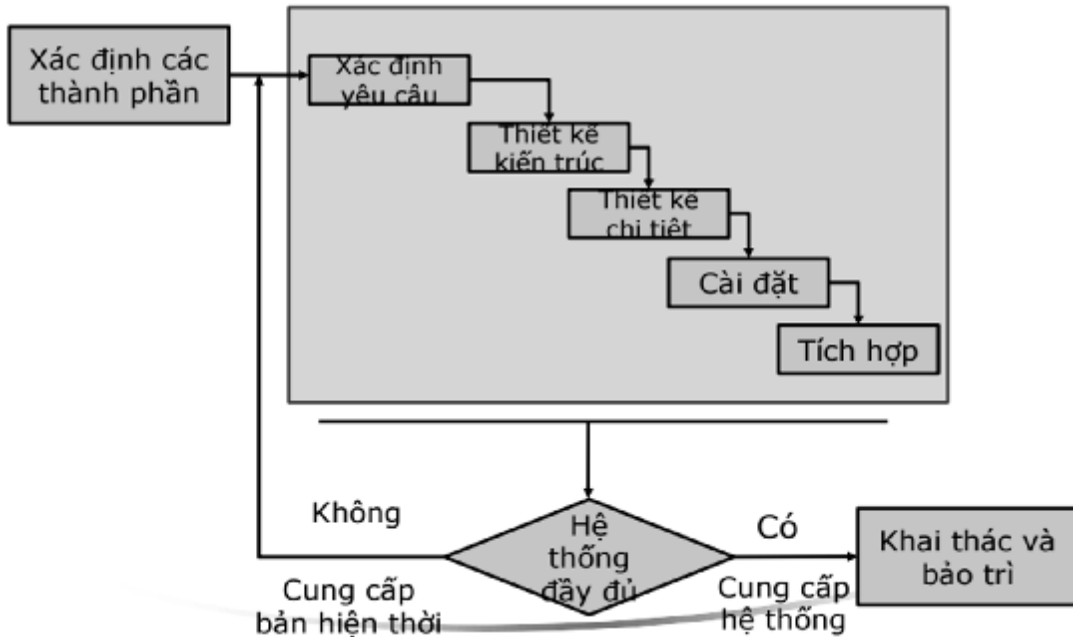 Xác định các
thành phần
Xác định
yêu câu
Thiết kế
kiến trúc
Thiết kế
chi tiết
Cài đặt
Tích hợp
Không
Hệ
thống
đầy đủ
Có
Khai thác và
bảo trì
Cung cấp
bản hiện thời
Cung cấp
hệ thống